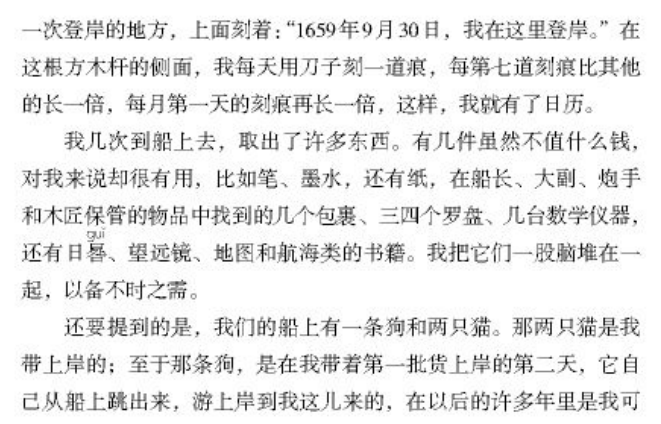 一次登岸的地方，上面刻着：“1659年9月30日，我在这里登岸。”在
这根方木杆的侧面，我每天用刀子刻一道痕，每第七道刻痕比其他
的长一倍，每月第一天的刻痕再长一倍，这样，我就有了日历。
我几次到船上去，取出了许多东西。有几件虽然不值什么钱，
对我来说却很有用，比如笔、墨水，还有纸，在船长、大副、炮手
和木匠保管的物品中找到的几个包裹、三四个罗盘、几台数学仪器，
guǐ
还有日晷、望远镜、地图和航海类的书籍。我把它们一股脑堆在一
起，以备不时之需。
还要提到的是，我们的船上有一条狗和两只猫。那两只猫是我
带上岸的；至于那条狗，是在我带着第一批货上岸的第二天，它自
己从船上跳出来，游上岸到我这儿来的，在以后的许多年里是我可